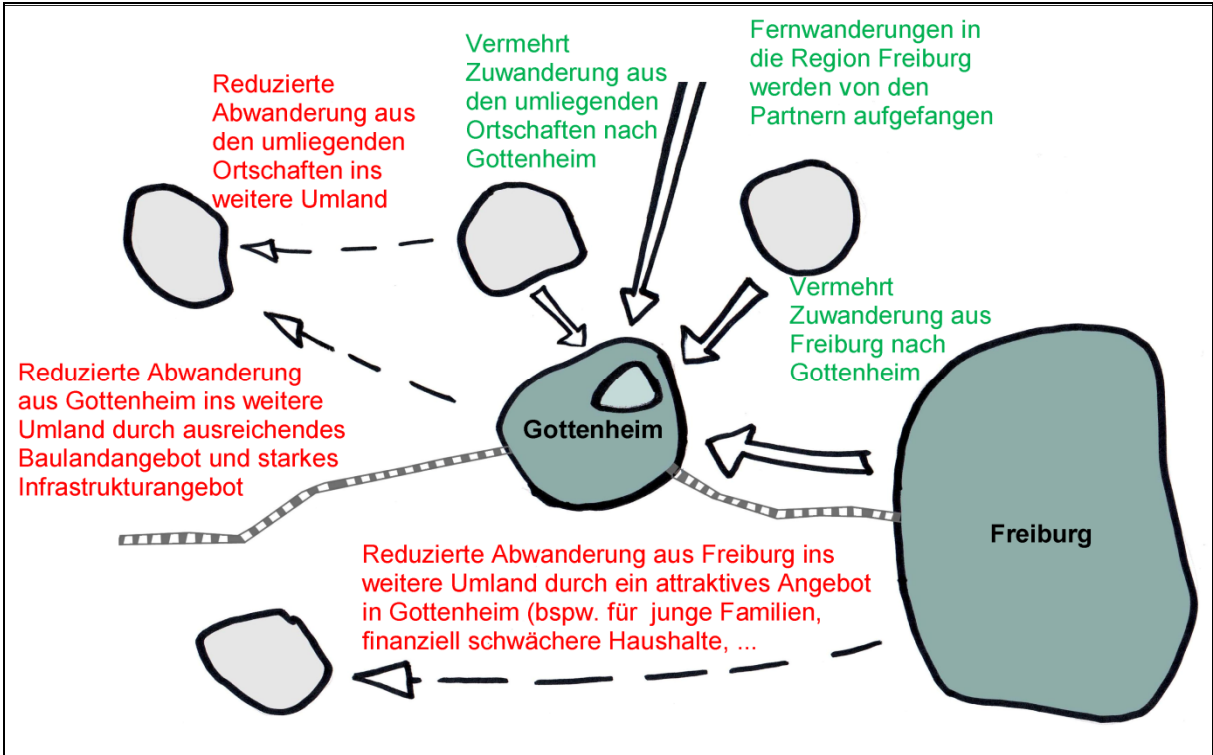 Reduzierte
Abwanderung aus
den umliegenden
Ortschaften ins
weitere Umland
Vermehrt
Zuwanderung aus
den umliegenden
Ortschaften nach
Gottenheim
Fernwanderungen in
die Region Freiburg
werden von den
Partnern aufgefangen
Vermehrt
Zuwanderung aus
Freiburg nach
Gottenheim
Reduzierte Abwanderung
aus Gottenheim ins weitere
Umland durch ausreichendes
Baulandangebot und starkes
Infrastrukturangebot
Gottenheim
Freiburg
Reduzierte Abwanderung aus Freiburg ins
weitere Umland durch ein attraktives Angebot
in Gottenheim (bspw. für junge Familien,
finanziell schwächere Haushalte, ...